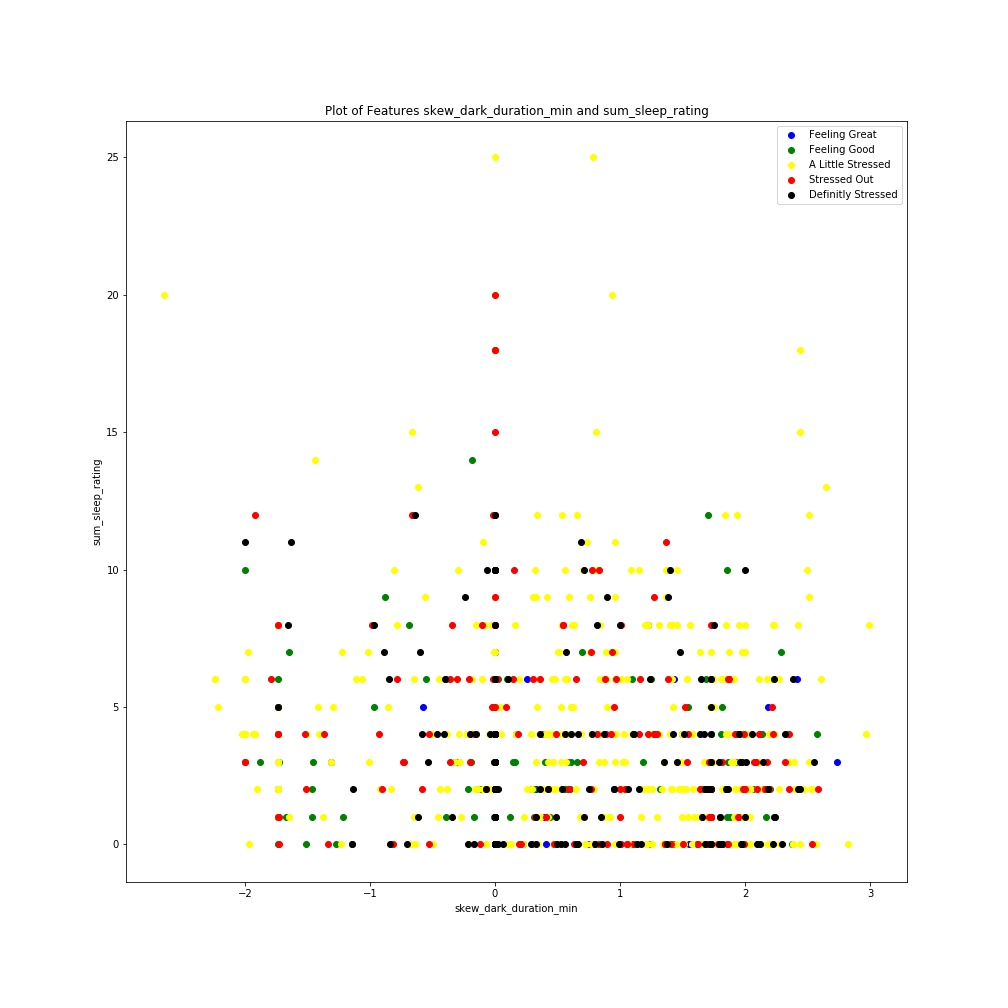 Plot of Features skew_dark_duration_min and sum_sleep_rating
Feeling Great
Feeling Good
A Little Stressed
Stressed Out
Definitly Stressed
25
20
15
10
5
0
sum_sleep_rating
−2
−1
0
1
2
3
skew_dark_duration_min